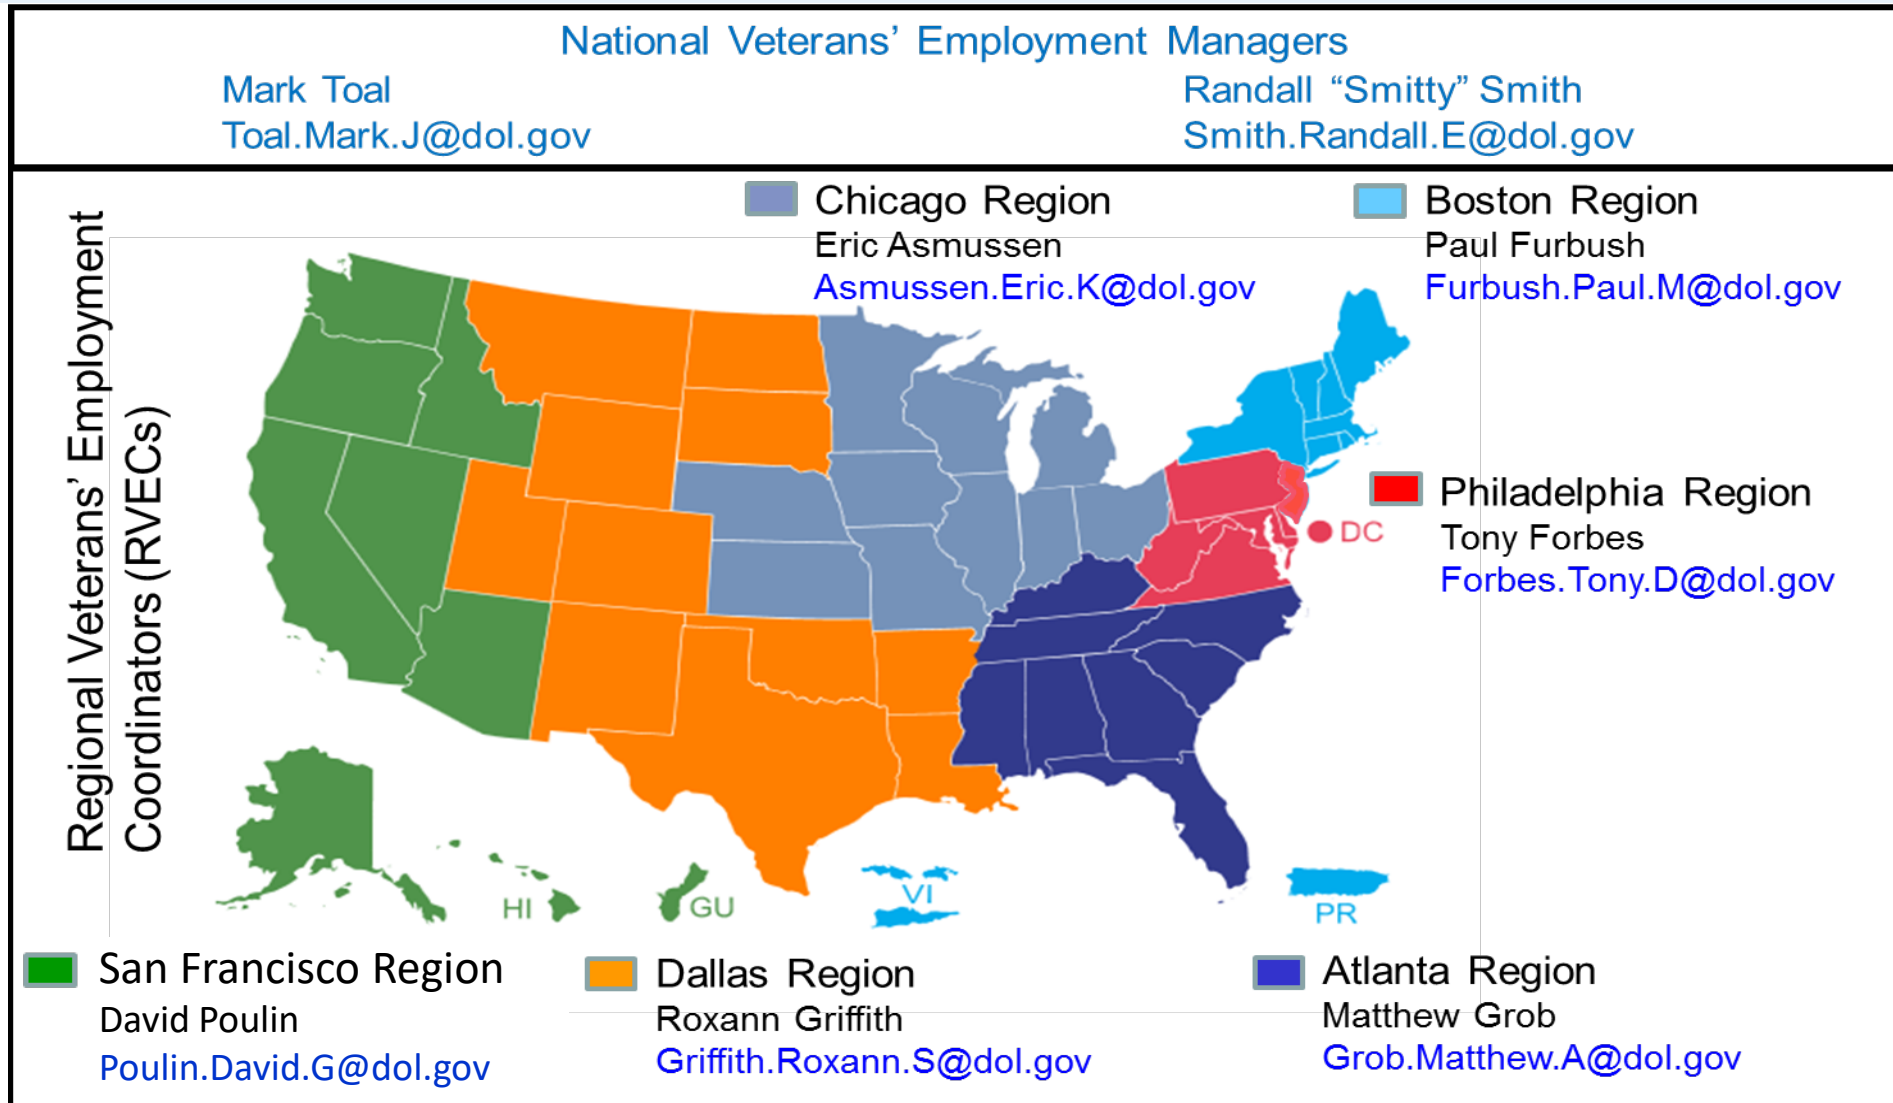 National Veterans’ Employment Managers
Mark Toal
Toal.Mark.J@dol.gov
Randall “Smitty” Smith
Smith.Randall.E@dol.gov
Regional Veterans’ Employment
Coordinators (RVECs)
Chicago Region
Eric Asmussen
Asmussen.Eric.K@dol.gov
Boston Region
Paul Furbush
Furbush.Paul.M@dol.gov
Philadelphia Region
DC
Tony Forbes
Forbes.Tony.D@dol.gov
HI
GU
VI
PR
San Francisco Region
David Poulin
Poulin.David.G@dol.gov
Dallas Region
Roxann Griffith
Griffith.Roxann.S@dol.gov
Atlanta Region
Matthew Grob
Grob.Matthew.A@dol.gov